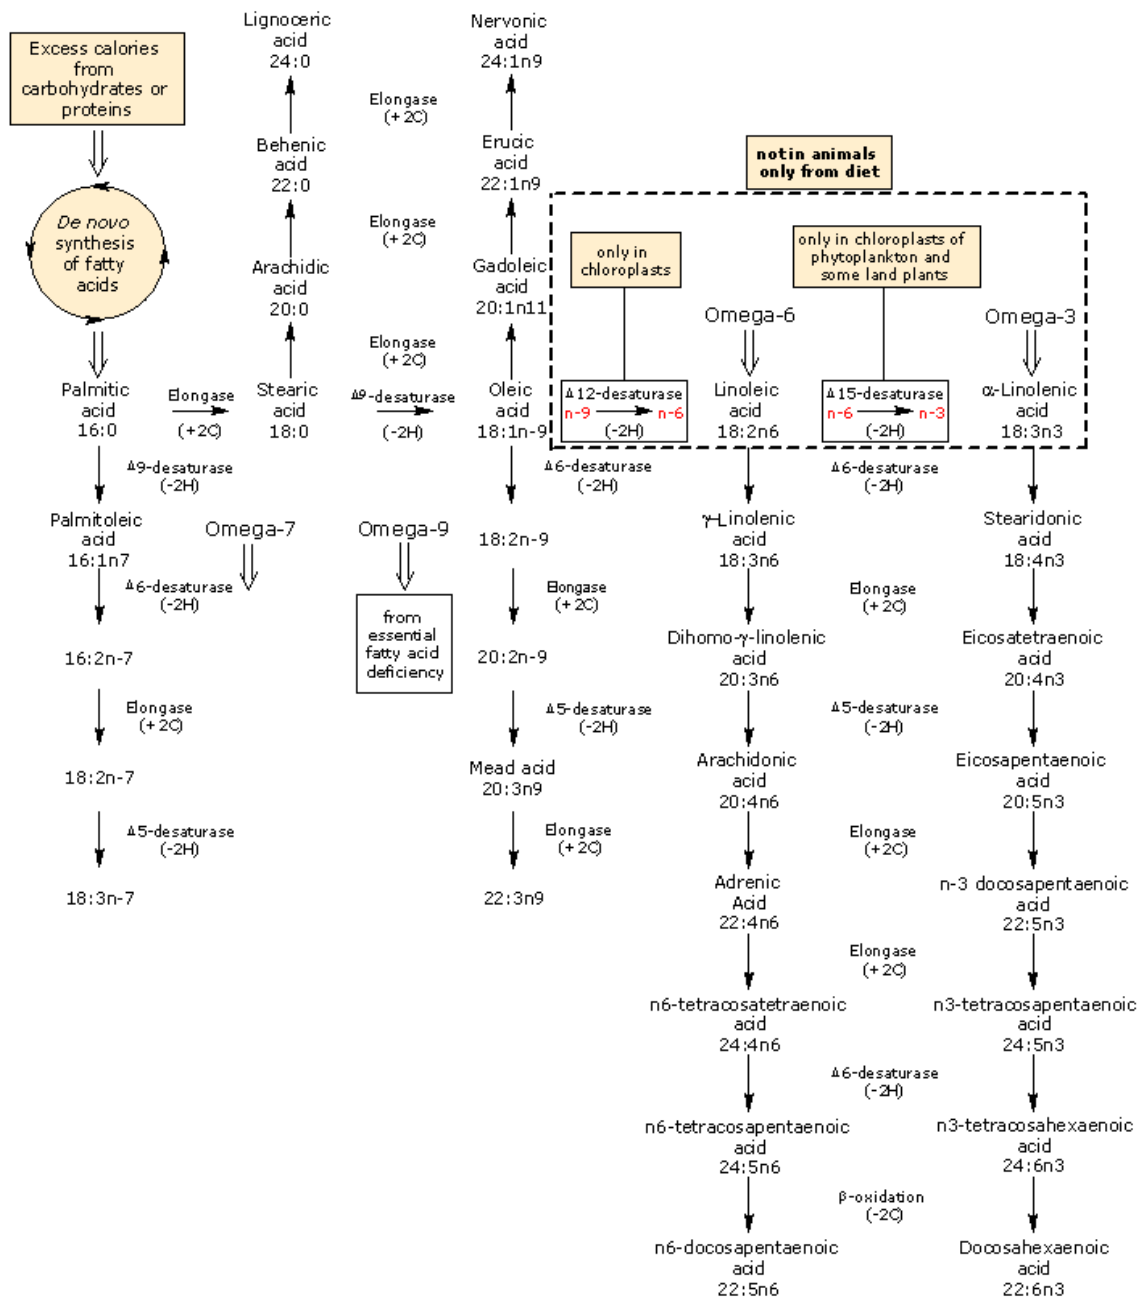 Excess calories
from
carbohydrates or
proteins
De novo
synthesis
of fatty
acids
Palmitic
acid
16:0
Elongase
(+2C)
Stearic
acid
18:0
Arachidic
acid
20:0
Behenic
acid
22:0
Lignoceric
acid
24:0
Δ9-desaturase
(-2H)
Elongase
(+2C)
Elongase
(+2C)
Elongase
(+2C)
Oleic
acid
18:1n-9
Gadoleic
acid
20:1n11
Erucic
acid
22:1n9
Nervonic
acid
24:1n9
not in animals
only from diet
only in
chloroplasts
only in chloroplasts of
phytoplankton and
some land plants
Δ12-desaturase
n-9 n-6
(-2H)
Omega-6
Linoleic
acid
18:2n6
Δ15-desaturase
n-6 n-3
(-2H)
Omega-3
α-Linolenic
acid
18:3n3
Δ9-desaturase
(-2H)
Palmitoleic
acid
16:1n7
Omega-7
Δ6-desaturase
(-2H)
16:2n-7
Elongase
(+2C)
18:2n-7
Δ5-desaturase
(-2H)
18:3n-7
Omega-9
from
essential
fatty acid
deficiency
Δ6-desaturase
(-2H)
18:2n-9
Elongase
(+2C)
20:2n-9
Δ5-desaturase
(-2H)
Mead acid
20:3n9
Elongase
(+2C)
22:3n9
γ-Linolenic
acid
18:3n6
Dihomo-γ-linolenic
acid
20:3n6
Arachidonic
acid
20:4n6
Adrenic
Acid
22:4n6
n6-tetracosatetraenoic
acid
24:4n6
n6-tetracosapentaenoic
acid
24:5n6
n6-docosapentaenoic
acid
22:5n6
Δ6-desaturase
(-2H)
Elongase
(+2C)
Δ5-desaturase
(-2H)
Elongase
(+2C)
Elongase
(+2C)
Δ6-desaturase
(-2H)
β-oxidation
(-2C)
Stearidonic
acid
18:4n3
Eicosatetraenoic
acid
20:4n3
Eicosapentaenoic
acid
20:5n3
n-3 docosapentaenoic
acid
22:5n3
n3-tetracosapentaenoic
acid
24:5n3
n3-tetracosahexaenoic
acid
24:6n3
Docosahexaenoic
acid
22:6n3